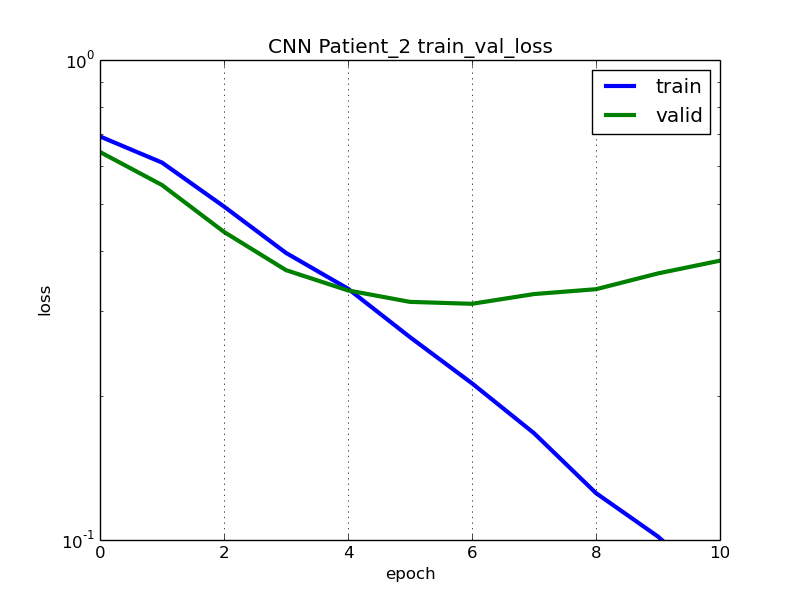 CNN Patient_2 train_val_loss
10^0
train
valid
loss
10^-1
0 2 4 6 8 10
epoch